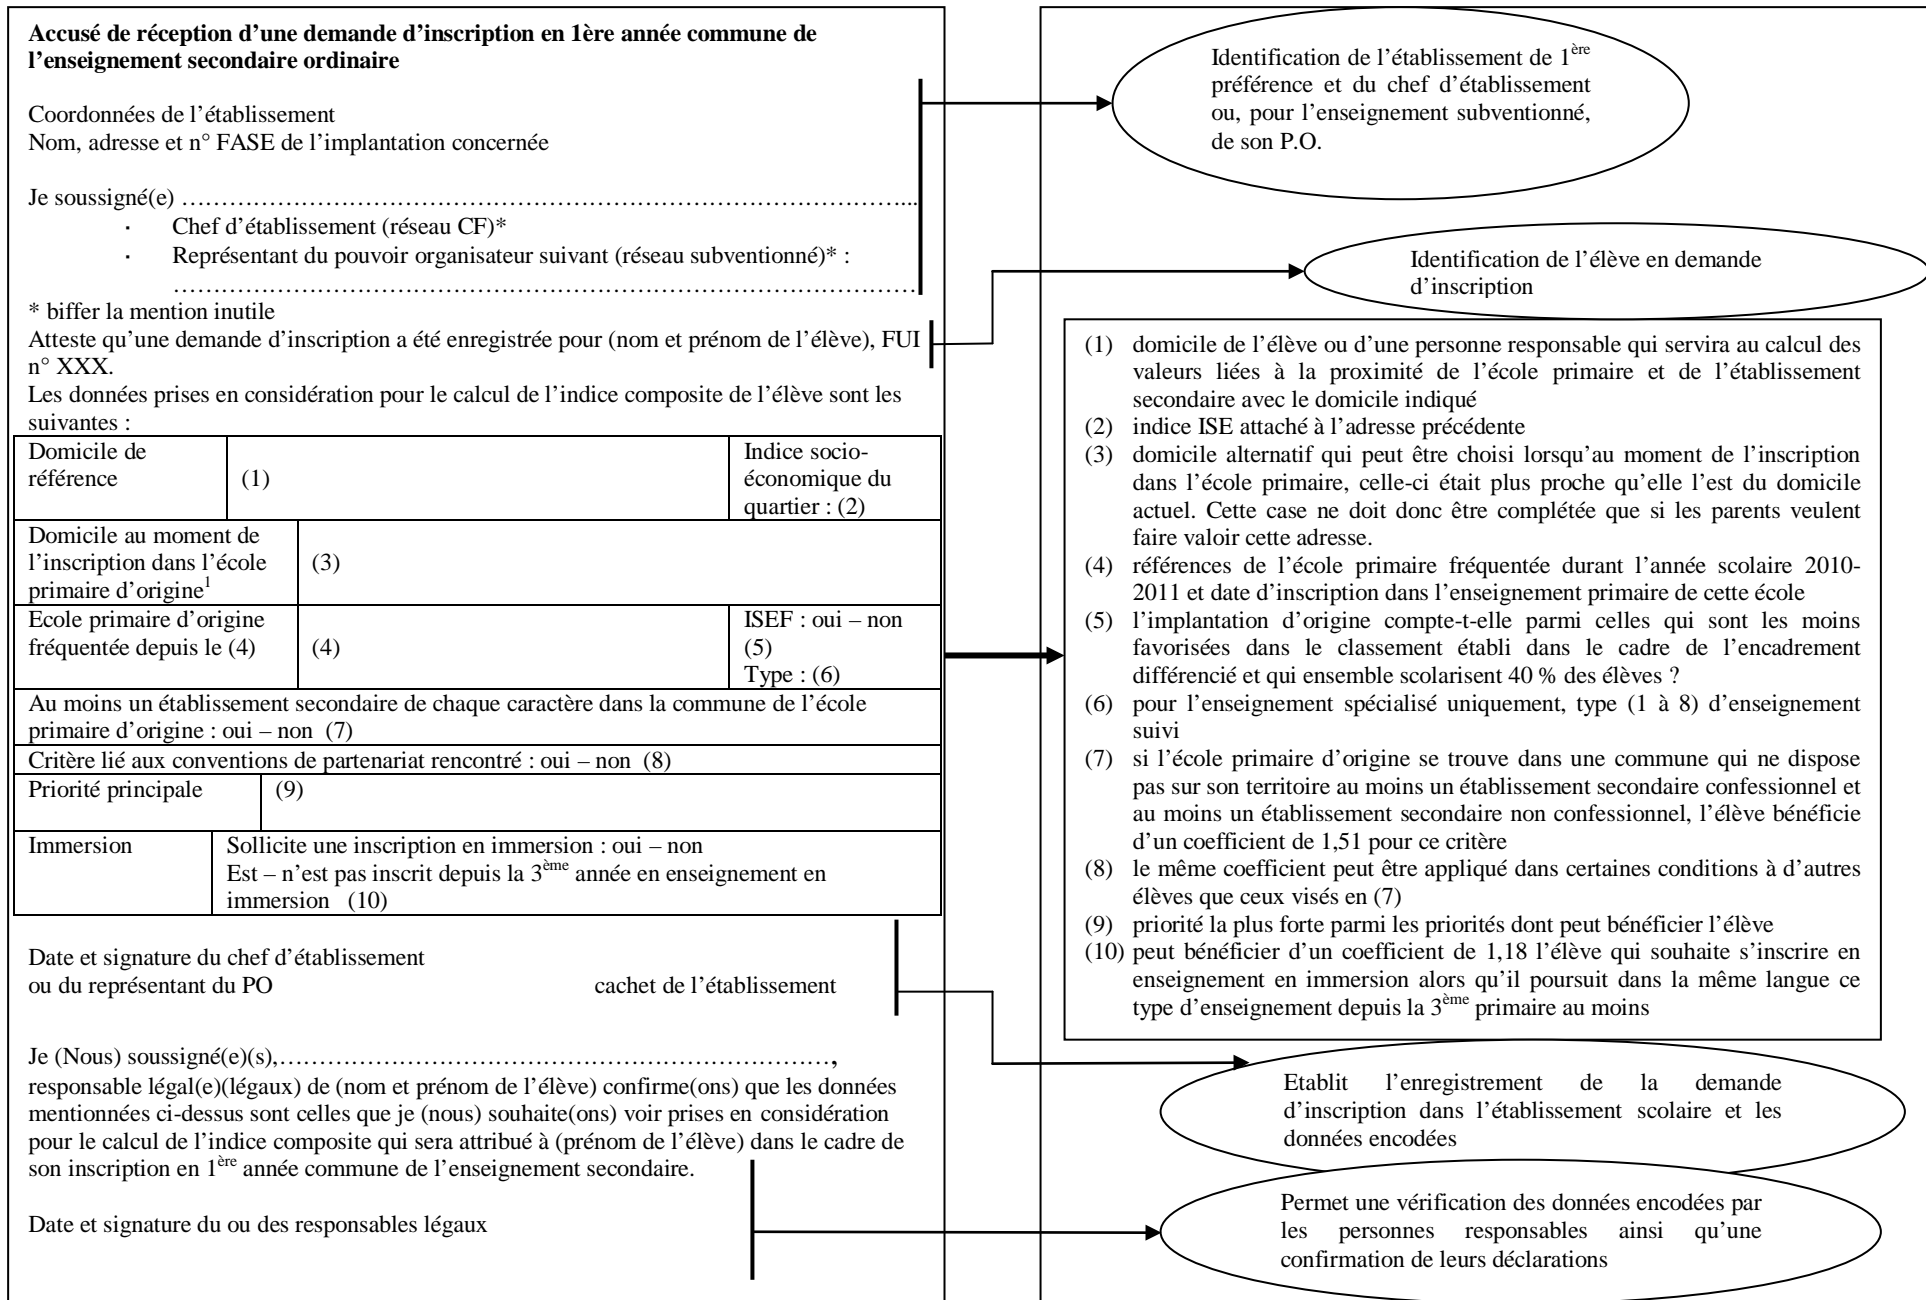 Accusé de réception d’une demande d’inscription en 1ère année commune de
l’enseignement secondaire ordinaire
Coordonnées de l’établissement
Nom, adresse et n° FASE de l’implantation concernée
Je soussigné(e) …………………………………………………………………………...
· Chef d’établissement (réseau CF)*
· Représentant du pouvoir organisateur suivant (réseau subventionné)* :
……………………………………………………………………………
* biffer la mention inutile
Atteste qu’une demande d’inscription a été enregistrée pour (nom et prénom de l’élève), FUI
n° XXX.
Les données prises en considération pour le calcul de l’indice composite de l’élève sont les
suivantes :
Domicile de
référence
(1)
Indice socio-
économique du
quartier : (2)
Domicile au moment de
l’inscription dans l’école
primaire d’origine1
(3)
Ecole primaire d’origine
fréquentée depuis le (4)
(4)
ISEF : oui – non
(5)
Type : (6)
Au moins un établissement secondaire de chaque caractère dans la commune de l’école
primaire d’origine : oui – non (7)
Critère lié aux conventions de partenariat rencontré : oui – non (8)
Priorité principale
(9)
Immersion
Sollicite une inscription en immersion : oui – non
Est – n’est pas inscrit depuis la 3ème année en enseignement en
immersion (10)
Date et signature du chef d’établissement
ou du représentant du PO cachet de l’établissement
Je (Nous) soussigné(e)(s),…………………………………………………………,
responsable légal(e)(légaux) de (nom et prénom de l’élève) confirme(ons) que les données
mentionnées ci-dessus sont celles que je (nous) souhaite(ons) voir prises en considération
pour le calcul de l’indice composite qui sera attribué à (prénom de l’élève) dans le cadre de
son inscription en 1ère année commune de l’enseignement secondaire.
Date et signature du ou des responsables légaux
Identification de l’établissement de 1ère
préférence et du chef d’établissement
ou, pour l’enseignement subventionné,
de son P.O.
Identification de l’élève en demande
d’inscription
(1) domicile de l’élève ou d’une personne responsable qui servira au calcul des
valeurs liées à la proximité de l’école primaire et de l’établissement
secondaire avec le domicile indiqué
(2) indice ISE attaché à l’adresse précédente
(3) domicile alternatif qui peut être choisi lorsqu’au moment de l’inscription
dans l’école primaire, celle-ci était plus proche qu’elle l’est du domicile
actuel. Cette case ne doit donc être complétée que si les parents veulent
faire valoir cette adresse.
(4) références de l’école primaire fréquentée durant l’année scolaire 2010-
2011 et date d’inscription dans l’enseignement primaire de cette école
(5) l’implantation d’origine compte-t-elle parmi celles qui sont les moins
favorisées dans le classement établi dans le cadre de l’encadrement
différencié et qui ensemble scolarisent 40 % des élèves ?
(6) pour l’enseignement spécialisé uniquement, type (1 à 8) d’enseignement
suivi
(7) si l’école primaire d’origine se trouve dans une commune qui ne dispose
pas sur son territoire au moins un établissement secondaire confessionnel et
au moins un établissement secondaire non confessionnel, l’élève bénéficie
d’un coefficient de 1,51 pour ce critère
(8) le même coefficient peut être appliqué dans certaines conditions à d’autres
élèves que ceux visés en (7)
(9) priorité la plus forte parmi les priorités dont peut bénéficier l’élève
(10) peut bénéficier d’un coefficient de 1,18 l’élève qui souhaite s’inscrire en
enseignement en immersion alors qu’il poursuit dans la même langue ce
type d’enseignement depuis la 3ème primaire au moins
Etablit l’enregistrement de la demande
d’inscription dans l’établissement scolaire et les
données encodées
Permet une vérification des données encodées par
les personnes responsables ainsi qu’une
confirmation de leurs déclarations